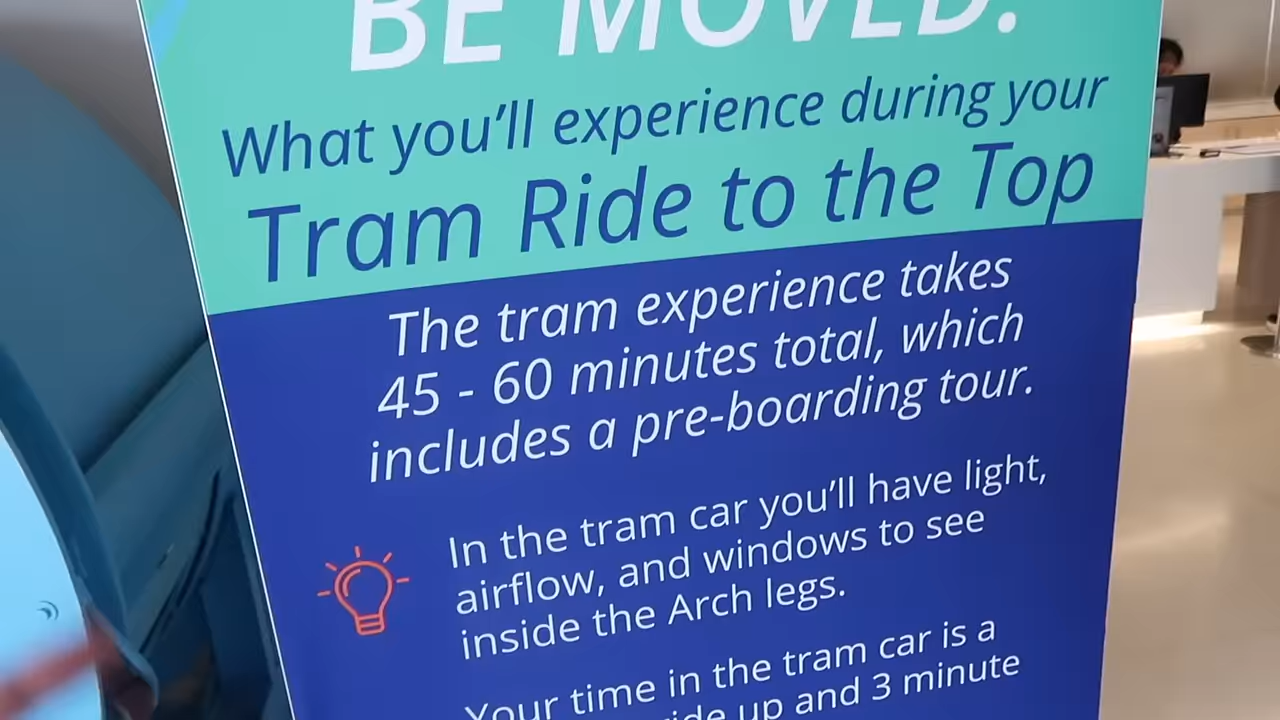 BE MOVED.
What you'll experience during your
Tram Ride to the Top
The tram experience takes
45 - 60 minutes total, which
includes a pre-boarding tour.
In the tram car you'll have light,
airflow, and windows to see
inside the Arch legs.
Your time in the tram car is a
ride up and 3 minute